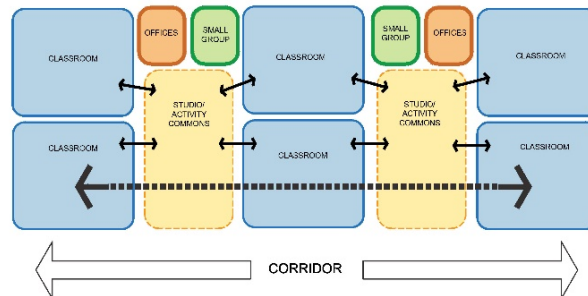 OFFICES
SMALL
GROUP
SMALL
GROUP
OFFICES
CLASSROOM
CLASSROOM
CLASSROOM
STUDIO/
ACTIVITY
COMMONS
STUDIO/
ACTIVITY
COMMONS
CLASSROOM
CLASSROOM
CLASSROOM
CORRIDOR